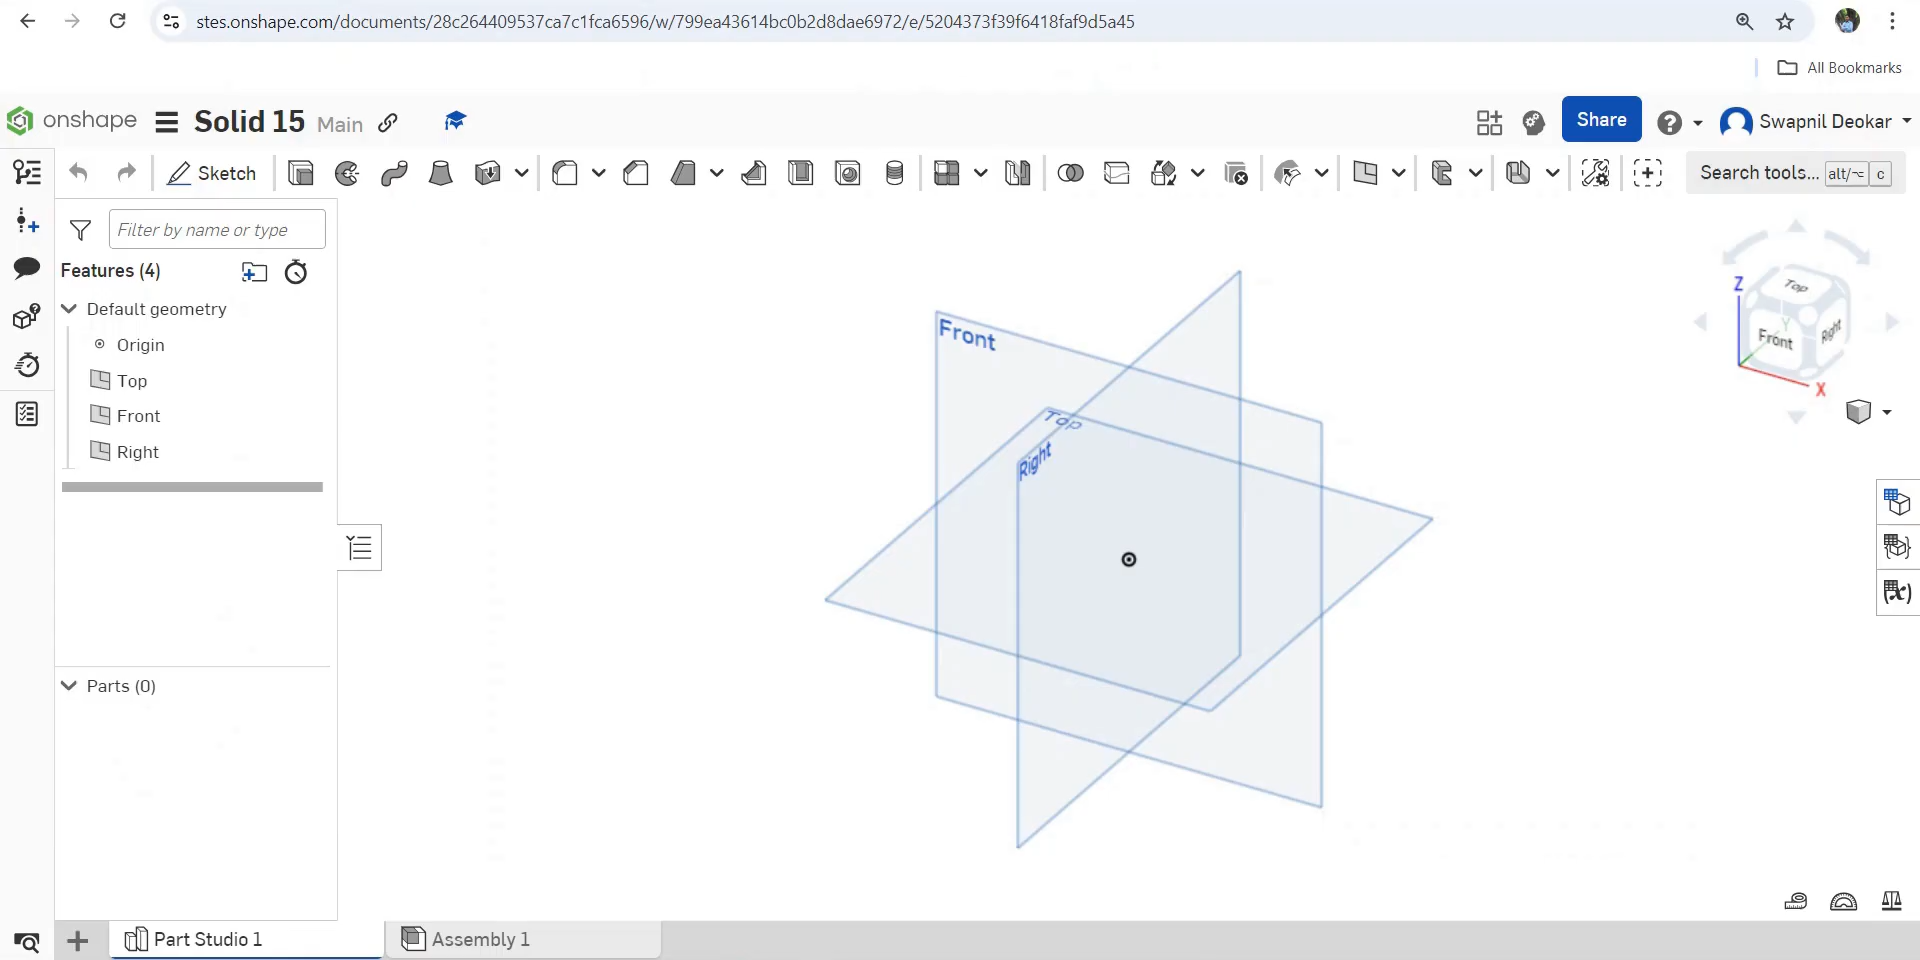 stes.onshape.com/documents/28c264409537ca7c1fca6596/w/799ea43614bc0b2d8dae6972/e/5204373f39f6418faf9d5a45
All Bookmarks
onshape
Solid 15 Main
Share
Swapnil Deokar
Sketch
Search tools... alt/⌥ c
Filter by name or type
Features (4)
Default geometry
Origin
Top
Front
Right
Parts (0)
Front
Top
Right
Z
Top
Y
Front
Right
X
Part Studio 1
Assembly 1